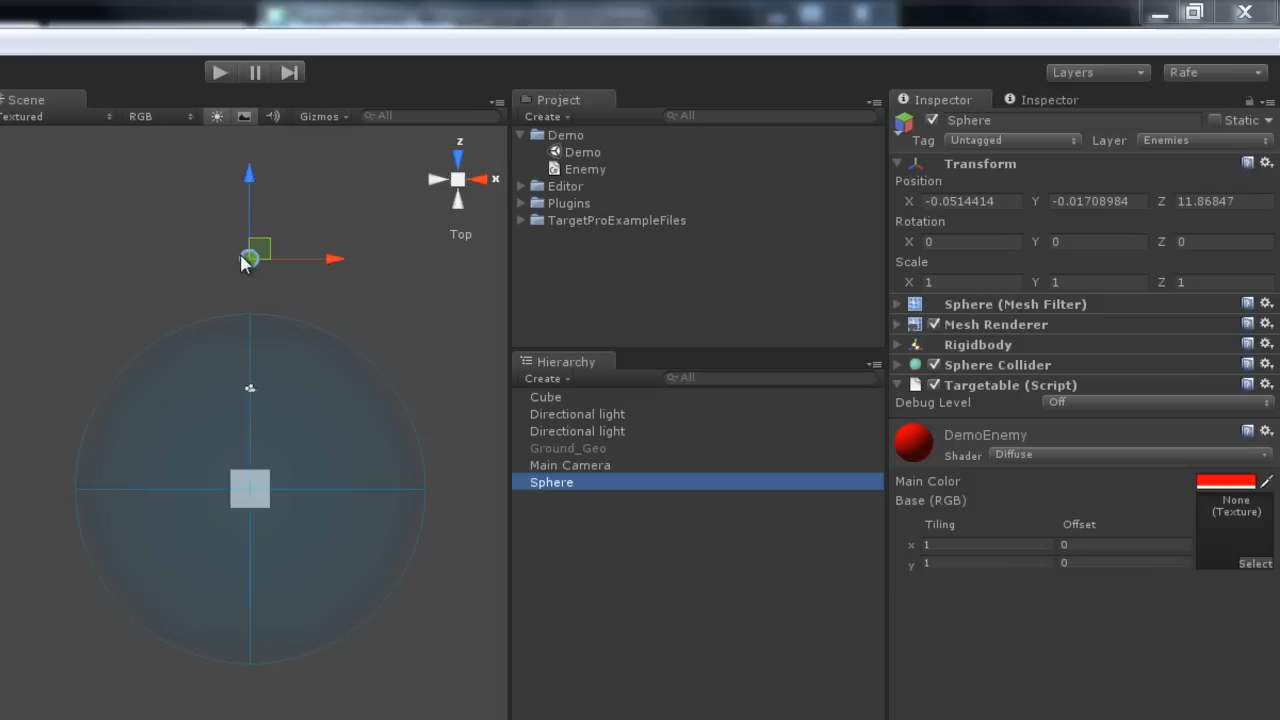 Layers Rafe
Scene
Textured RGB Gizmos All
z
x
Top
Project
Create All
Demo
Demo
Enemy
Editor
Plugins
TargetProExampleFiles
Hierarchy
Create All
Cube
Directional light
Directional light
Ground_Geo
Main Camera
Sphere
Inspector Inspector
Sphere Static
Tag Untagged Layer Enemies
Transform
Position
X -0.0514414 Y -0.01708984 Z 11.86847
Rotation
X 0 Y 0 Z 0
Scale
X 1 Y 1 Z 1
Sphere (Mesh Filter)
Mesh Renderer
Rigidbody
Sphere Collider
Targetable (Script)
Debug Level Off
DemoEnemy
Shader Diffuse
Main Color
Base (RGB)
None
(Texture)
Tiling Offset
x 1 0
y 1 0
Select